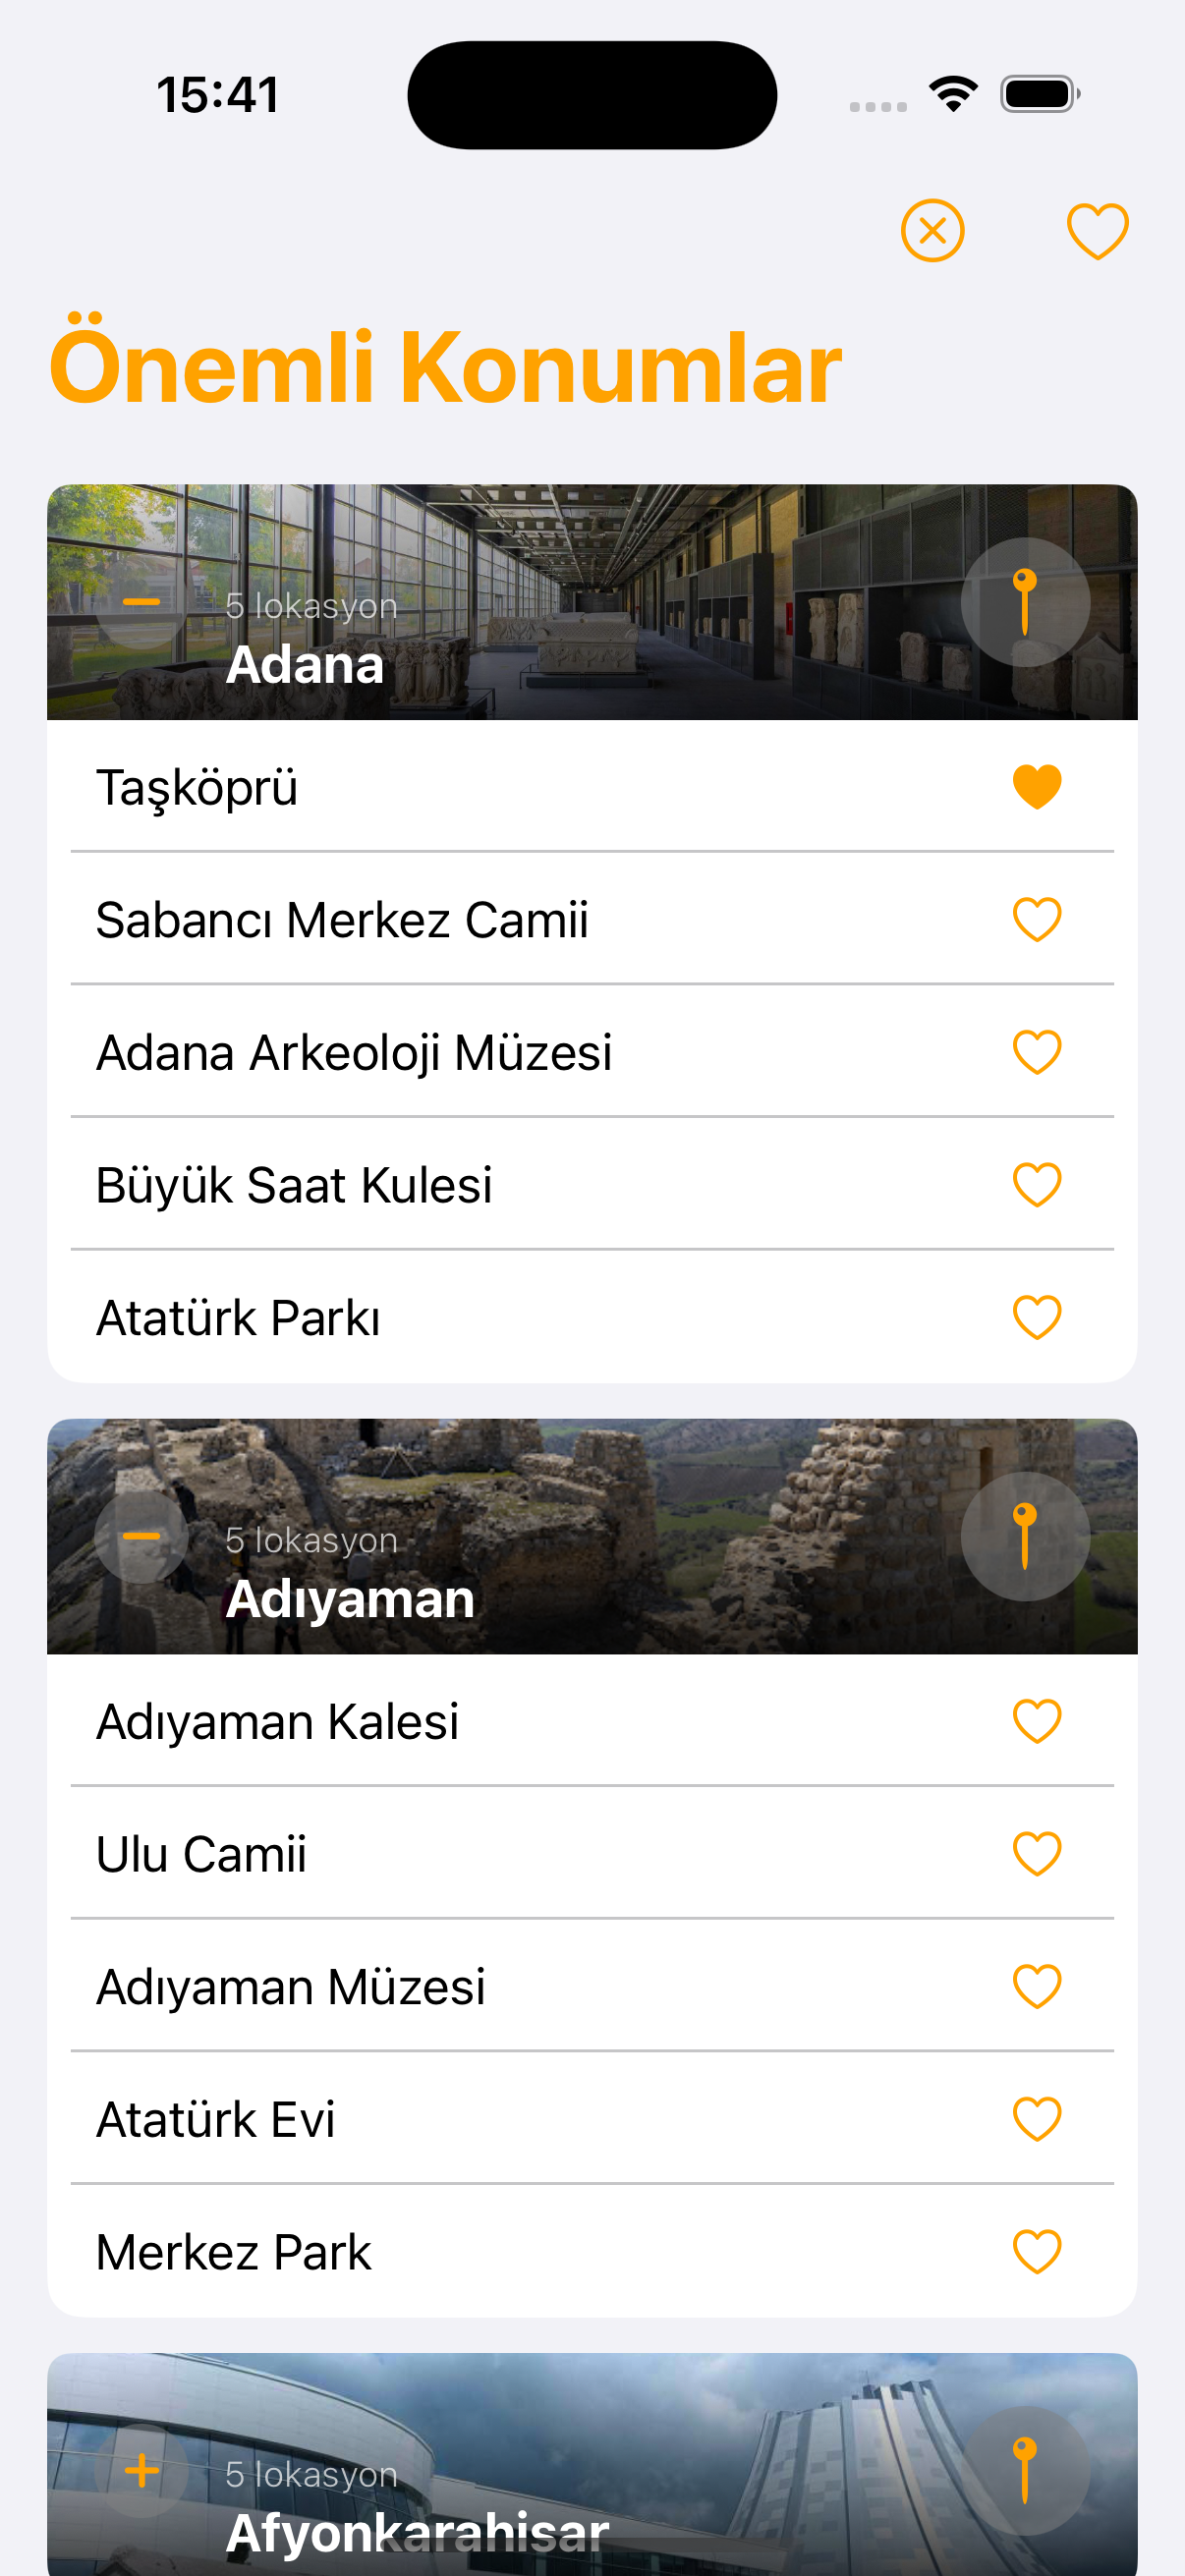 15:41
Önemli Konumlar
5 lokasyon
Adana
Taşköprü
Sabancı Merkez Camii
Adana Arkeoloji Müzesi
Büyük Saat Kulesi
Atatürk Parkı
5 lokasyon
Adıyaman
Adıyaman Kalesi
Ulu Camii
Adıyaman Müzesi
Atatürk Evi
Merkez Park
5 lokasyon
Afyonkarahisar